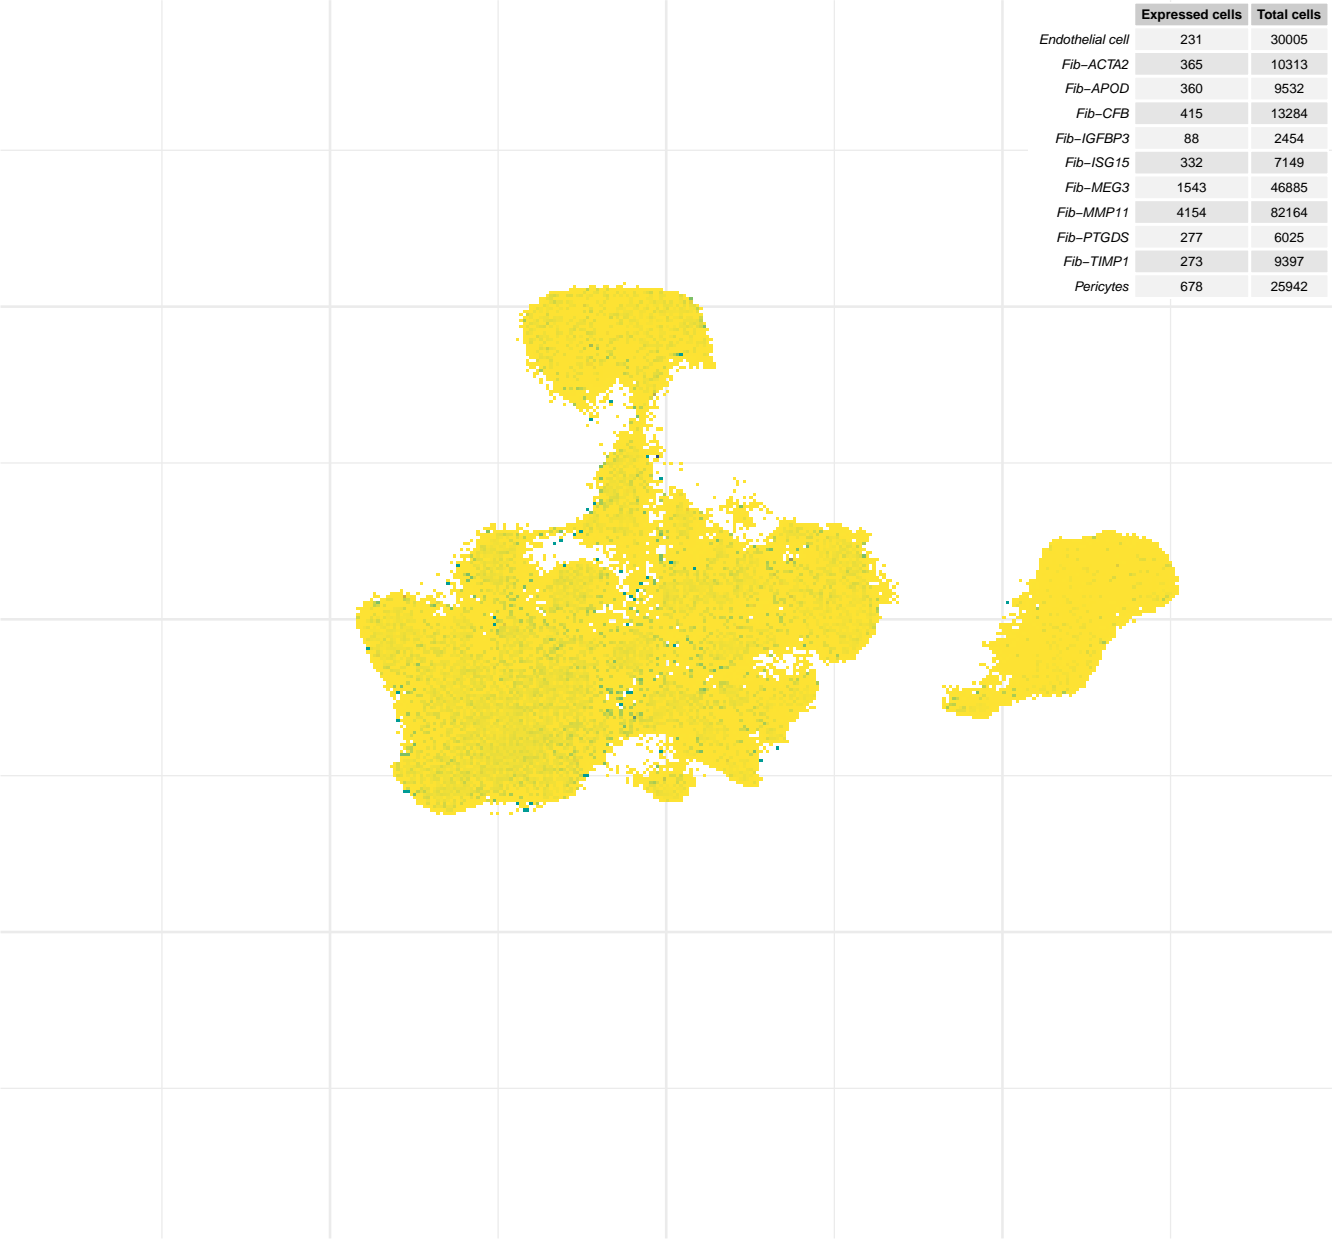 Expressed cells Total cells
Endothelial cell 231 30005
Fib−ACTA2 365 10313
Fib−APOD 360 9532
Fib−CFB 415 13284
Fib−IGFBP3 88 2454
Fib−ISG15 332 7149
Fib−MEG3 1543 46885
Fib−MMP11 4154 82164
Fib−PTGDS 277 6025
Fib−TIMP1 273 9397
Pericytes 678 25942